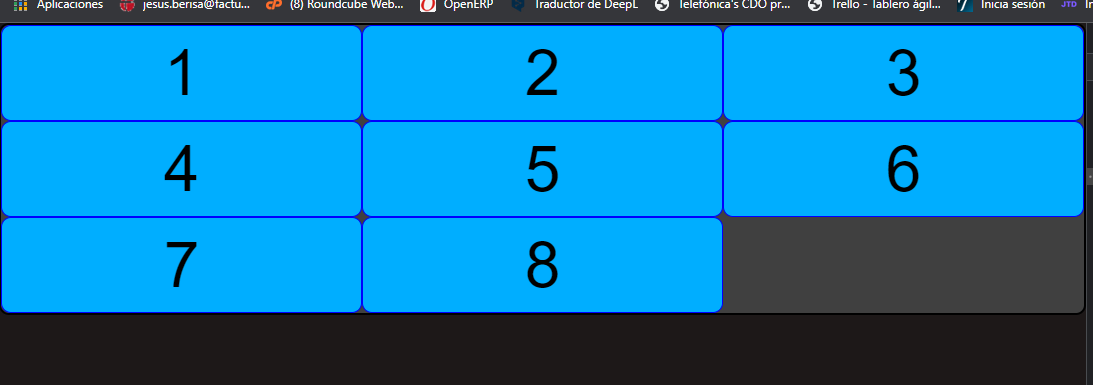 Aplicaciones jesus.berisa@factu... (8) Roundcube Web... OpenERP Traductor de DeepL Telefónica's CDO pr... Trello - Tablero ágil... Inicia sesión JTD
1 2 3
4 5 6
7 8